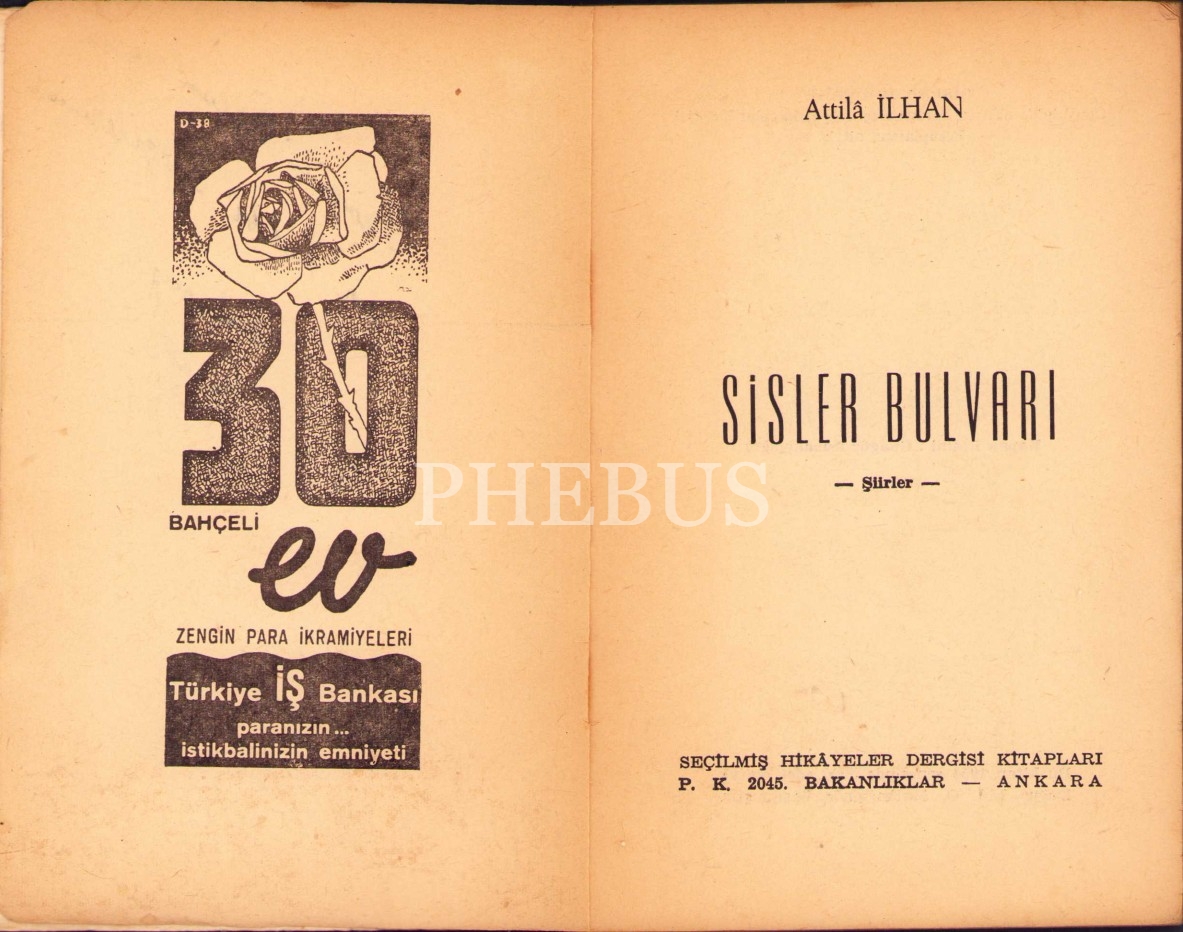 D-38
30
BAHÇELİ
ev
ZENGİN PARA İKRAMİYELERİ
Türkiye İŞ Bankası
paranızın...
istikbalinizin emniyeti
Attilâ İLHAN
SİSLER BULVARI
— Şiirler —
SEÇİLMİŞ HİKÂYELER DERGİSİ KİTAPLARI
P. K. 2045. BAKANLIKLAR — ANKARA
PHEBUS